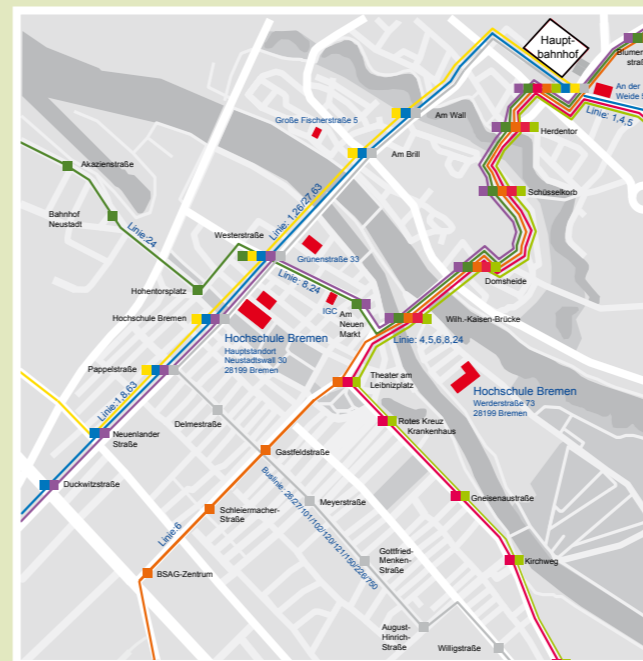 Haupt-
bahnhof
Blumen
straß
An der
Weide
Linie: 1,4,5
Große Fischerstraße 5
Am Wall
Herdentor
Am Brill
Akazienstraße
Schüsselkorb
Bahnhof
Neustadt
Linie:24
Linie: 1,26/27,63
Westerstraße
Grünenstraße 33
Domsheide
Linie: 8,24
Hohentorsplatz
IGC
Am
Neuen
Markt
Hochschule Bremen
Wilh.-Kaisen-Brücke
Hochschule Bremen
Hauptstandort
Neustadtswall 30
28199 Bremen
Linie: 4,5,6,8,24
Pappelstraße
Theater am
Leibnizplatz
Hochschule Bremen
Werderstraße 73
28199 Bremen
Linie:1,8,63
Delmestraße
Rotes Kreuz
Krankenhaus
Neuenlander
Straße
Gastfeldstraße
Duckwitzstraße
Buslinie: 26/27/101/102/120/121/150/226/750
Meyerstraße
Gneisenaustraße
Schleiermacher-
Straße
Linie:6
Gottfried-
Menken-
Straße
Kirchweg
BSAG-Zentrum
August-
Hinrich-
Straße
Willigstraße